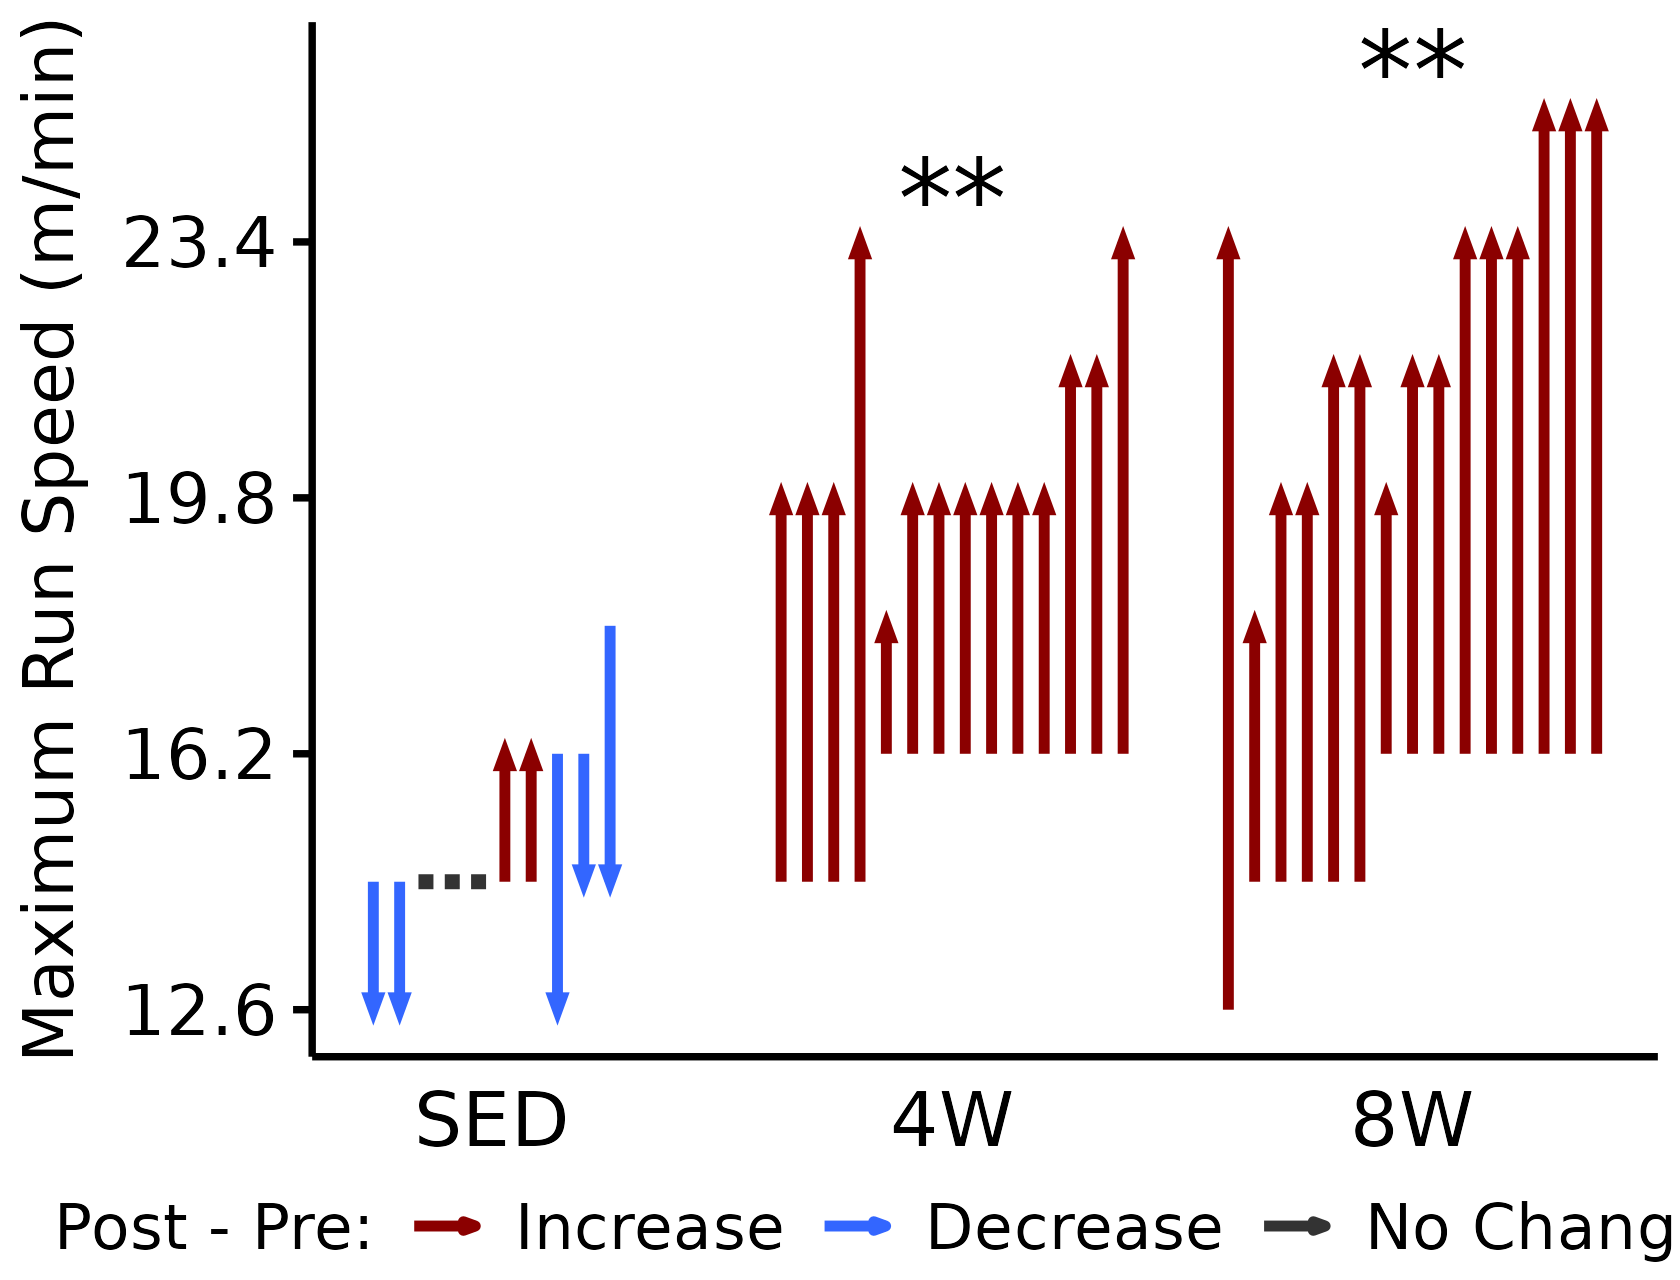 Maximum Run Speed (m/min)
**
**
23.4
19.8
16.2
12.6
SED 4W 8W
Post - Pre: Increase Decrease No Chang